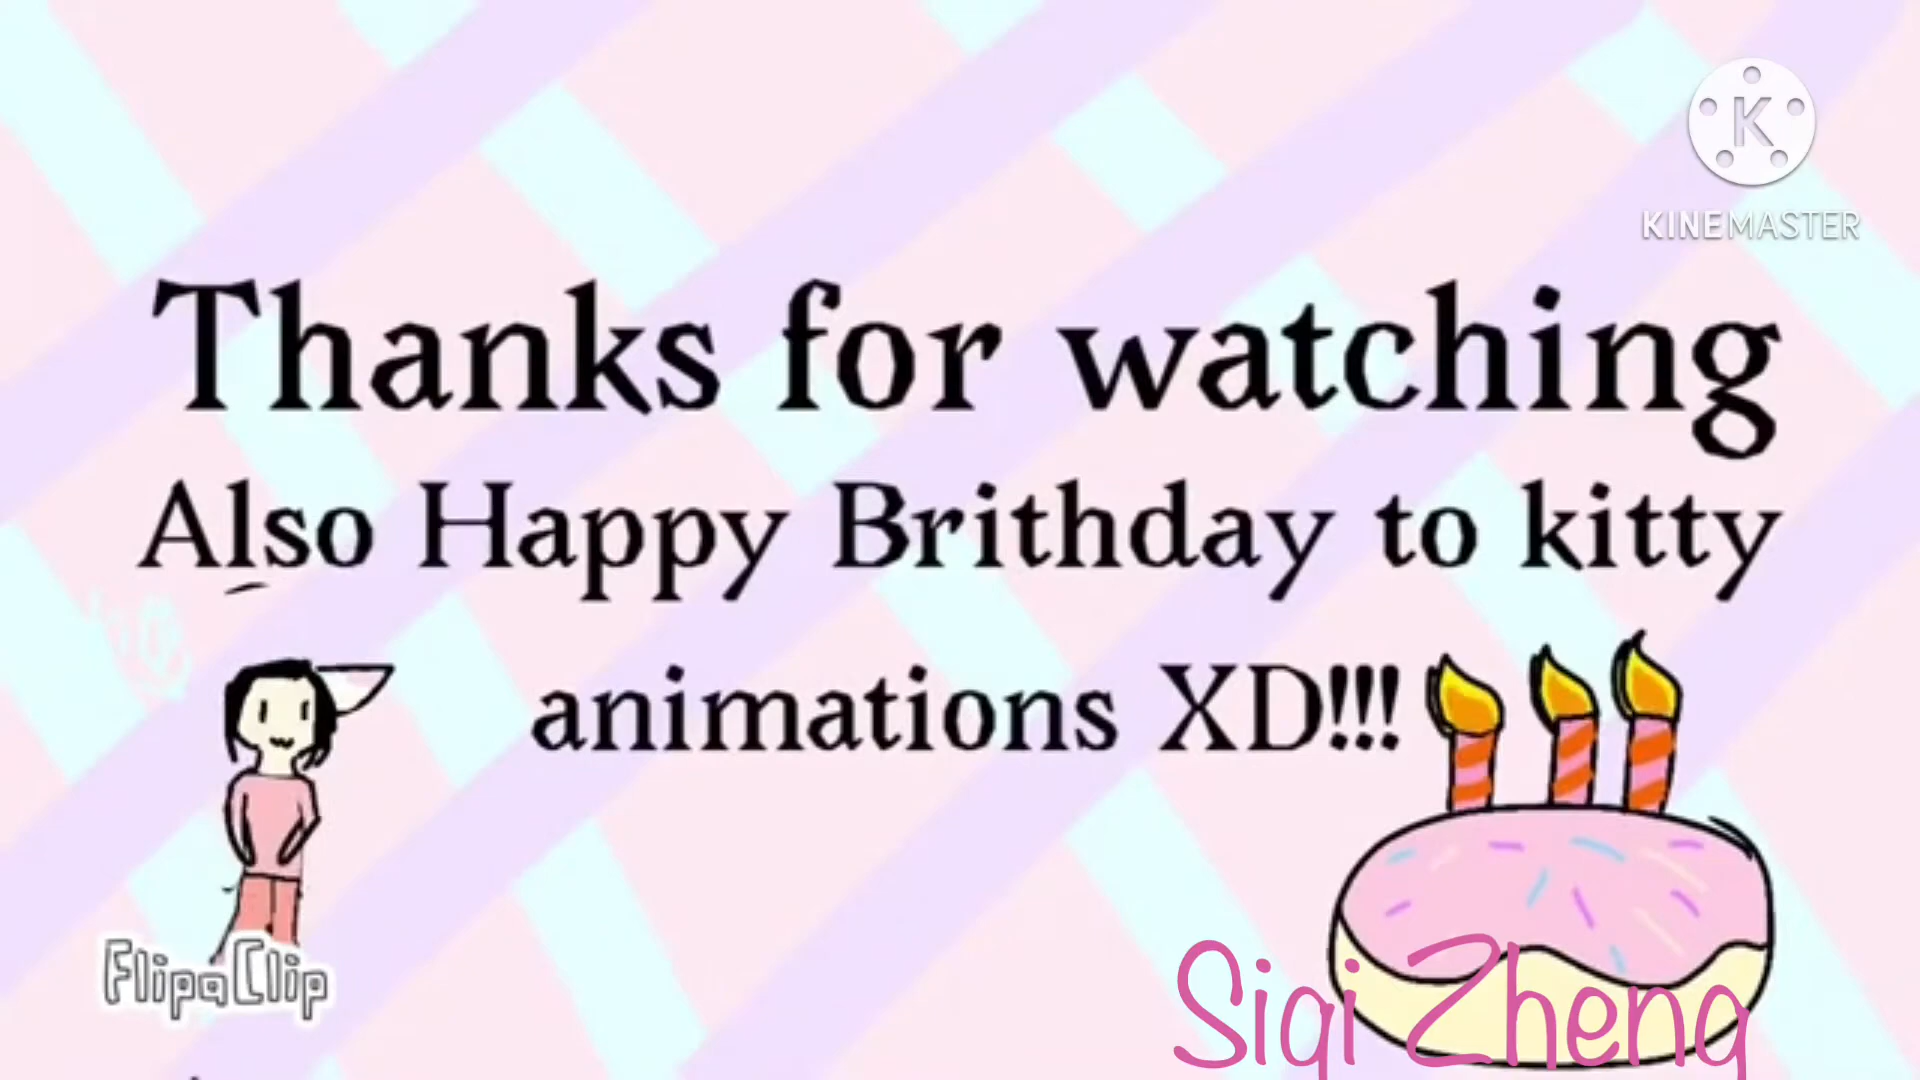 K
KINEMASTER
Thanks for watching
Also Happy Brithday to kitty
animations XD!!!
FlipaClip
Siqi Zheng